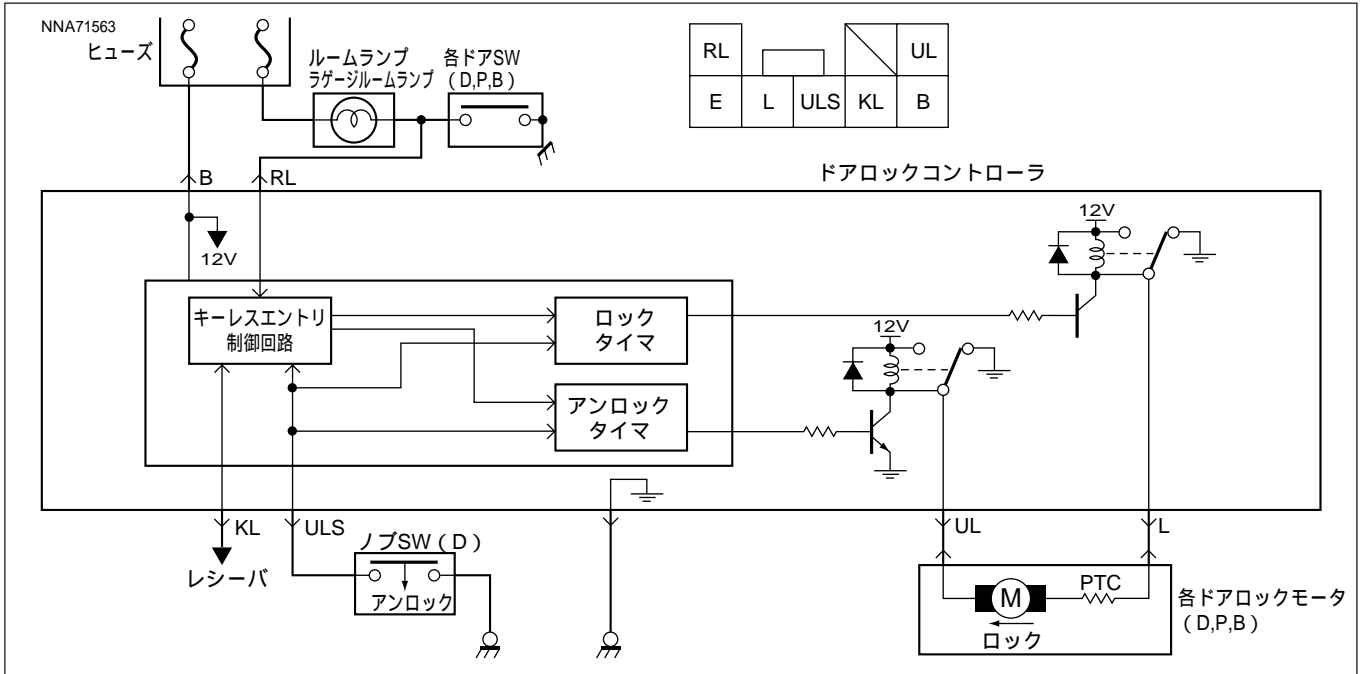 NNA71563
ヒューズ
ルームランプ
ラゲージルームランプ
各ドアSW
(D,P,B)
RL
UL
E
L
ULS
KL
B
B
RL
ドアロックコントローラ
12V
12V
キーレスエントリ
制御回路
ロック
タイマ
12V
アンロック
タイマ
KL
レシーバ
ULS
ノブSW(D)
アンロック
UL
L
M
PTC
ロック
各ドアロックモータ
(D,P,B)